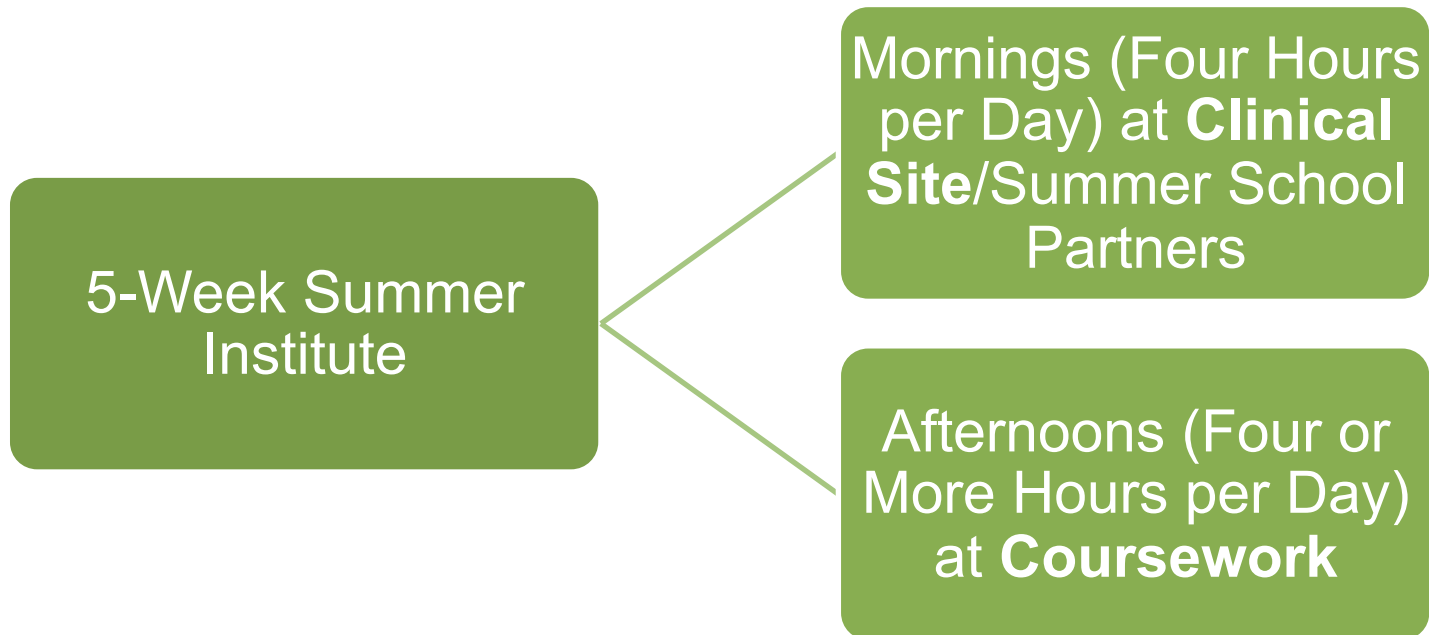 5-Week Summer
Institute
Mornings (Four Hours
per Day) at Clinical
Site/Summer School
Partners
Afternoons (Four or
More Hours per Day)
at Coursework